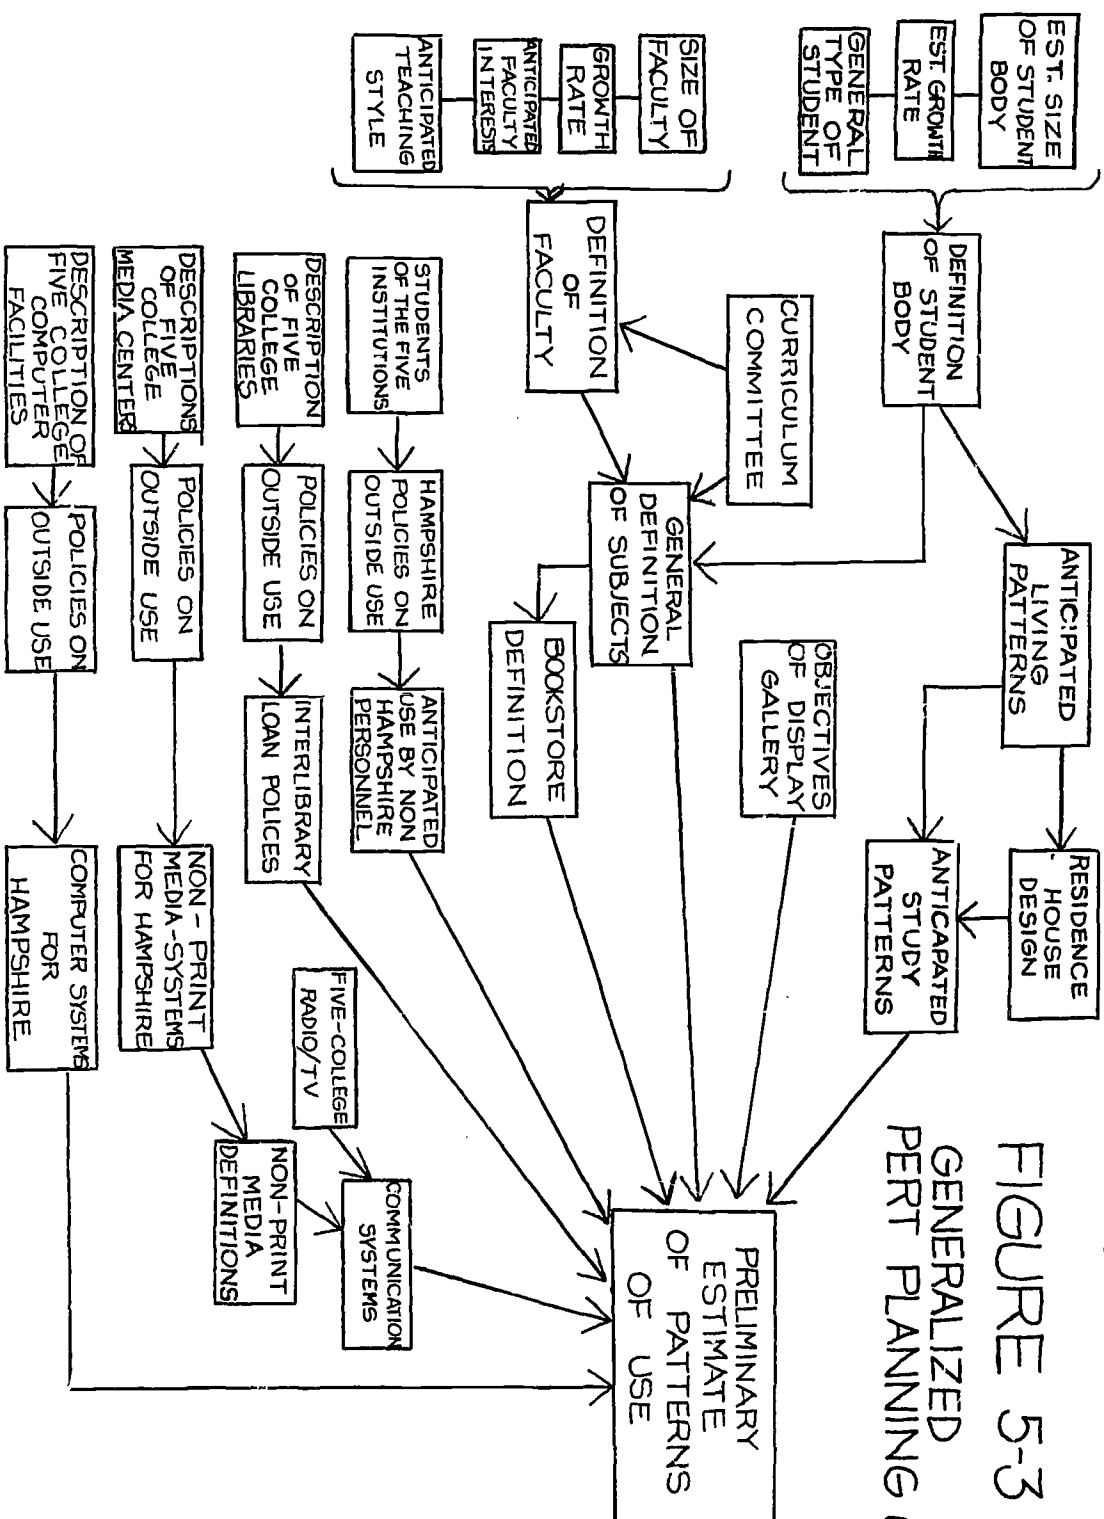 FIGURE 5-3
GENERALIZED
PERT PLANNING
EST. SIZE
OF STUDENT
BODY
EST. GROWTH
RATE
GENERAL
TYPE OF
STUDENT
DEFINITION
OF STUDENT
BODY
ANTICIPATED
LIVING
PATTERNS
RESIDENCE
HOUSE
DESIGN
ANTICAPATED
STUDY
PATTERNS
SIZE OF
FACULTY
GROWTH
RATE
ANTICIPATED
FACULTY
INTERESTS
ANTICIPATED
TEACHING
STYLE
DEFINITION
OF
FACULTY
CURRICULUM
COMMITTEE
GENERAL
DEFINITION
OF SUBJECTS
OBJECTIVES
OF DISPLAY
GALLERY
BOOKSTORE
DEFINITION
STUDENTS
OF THE FIVE
INSTITUTIONS
HAMPSHIRE
POLICIES ON
OUTSIDE USE
ANTICIPATED
USE BY NON
HAMPSHIRE
PERSONNEL
DESCRIPTION
OF FIVE
COLLEGE
LIBRARIES
POLICIES ON
OUTSIDE USE
INTERLIBRARY
LOAN POLICES
DESCRIPTIONS
OF FIVE
COLLEGE
MEDIA CENTERS
POLICIES ON
OUTSIDE USE
NON-PRINT
MEDIA-SYSTEMS
FOR HAMPSHIRE
FIVE-COLLEGE
RADIO/TV
NON-PRINT
MEDIA
DEFINITIONS
COMMUNICATION
SYSTEMS
DESCRIPTION OF
FIVE COLLEGE
COMPUTER
FACILITIES
POLICIES ON
OUTSIDE USE
COMPUTER SYSTEMS
FOR
HAMPSHIRE
PRELIMINARY
ESTIMATE
OF PATTERNS
OF USE